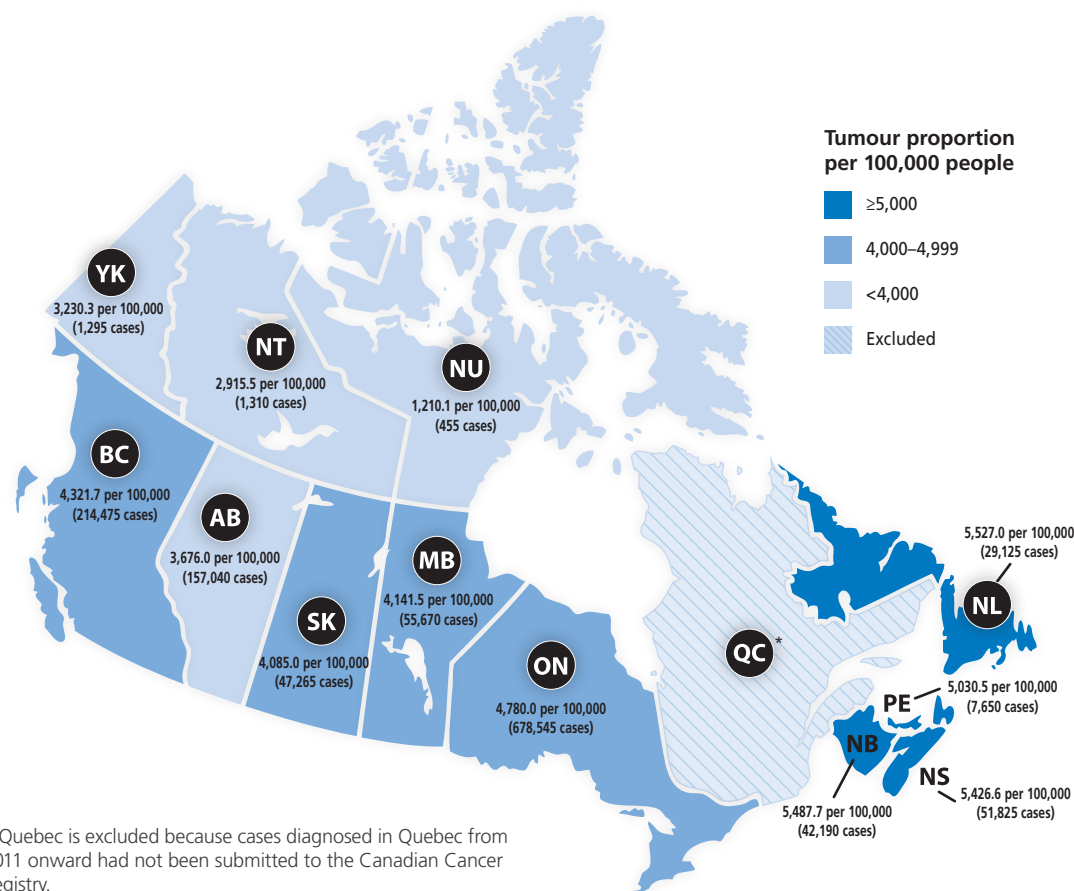 Tumour proportion
per 100,000 people
≥5,000
4,000–4,999
<4,000
Excluded
YK
3,230.3 per 100,000
(1,295 cases)
NT
2,915.5 per 100,000
(1,310 cases)
NU
1,210.1 per 100,000
(455 cases)
BC
4,321.7 per 100,000
(214,475 cases)
AB
3,676.0 per 100,000
(157,040 cases)
SK
4,085.0 per 100,000
(47,265 cases)
MB
4,141.5 per 100,000
(55,670 cases)
ON
4,780.0 per 100,000
(678,545 cases)
QC*
5,527.0 per 100,000
(29,125 cases)
NL
PE
5,030.5 per 100,000
(7,650 cases)
NB
5,487.7 per 100,000
(42,190 cases)
NS
5,426.6 per 100,000
(51,825 cases)
Quebec is excluded because cases diagnosed in Quebec from
011 onward had not been submitted to the Canadian Cancer
egistry.